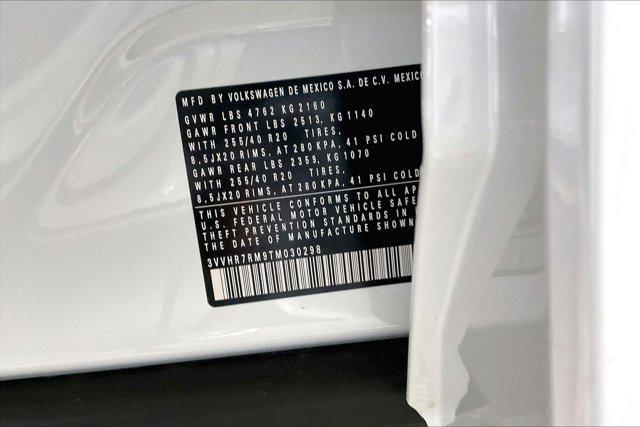 MFD BY VOLKSWAGEN DE MEXICO S.A. DE C.V. MEXICO
GVWR LBS 4762 KG 2160
GAWR FRONT LBS 2513, KG 1140
WITH 255/40 R20 TIRES,
8.5JX20 RIMS, AT 280 KPA, 41 PSI COLD
GAWR REAR LBS 2359, KG 1070
WITH 255/40 R20 TIRES,
8.5JX20 RIMS, AT 280 KPA, 41 PSI COLD
THIS VEHICLE CONFORMS TO ALL AP
U.S. FEDERAL MOTOR VEHICLE SAFE
THEFT PREVENTION STANDARDS IN
THE DATE OF MANUFACTURE SHOWN
3VVHR7RM9TM030298